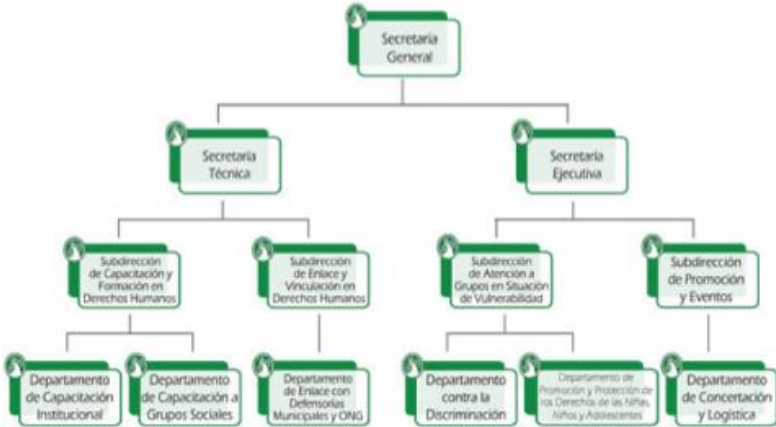 Secretaría
General
Secretaría
Técnica
Secretaría
Ejecutiva
Subdirección
de Capacitación y
Formación en
Derechos Humanos
Subdirección
de Enlace y
Vinculación en
Derechos Humanos
Subdirección
de Atención a
Grupos en Situación
de Vulnerabilidad
Subdirección
de Promoción
y Eventos
Departamento
de Capacitación
Institucional
Departamento
de Capacitación a
Grupos Sociales
Departamento
de Enlace con
Defensorías
Municipales y ONG
Departamento
contra la
Discriminación
Departamento de
Promoción y Protección de
los Derechos de las Niñas,
Niños y Adolescentes
Departamento
de Concertación
y Logística